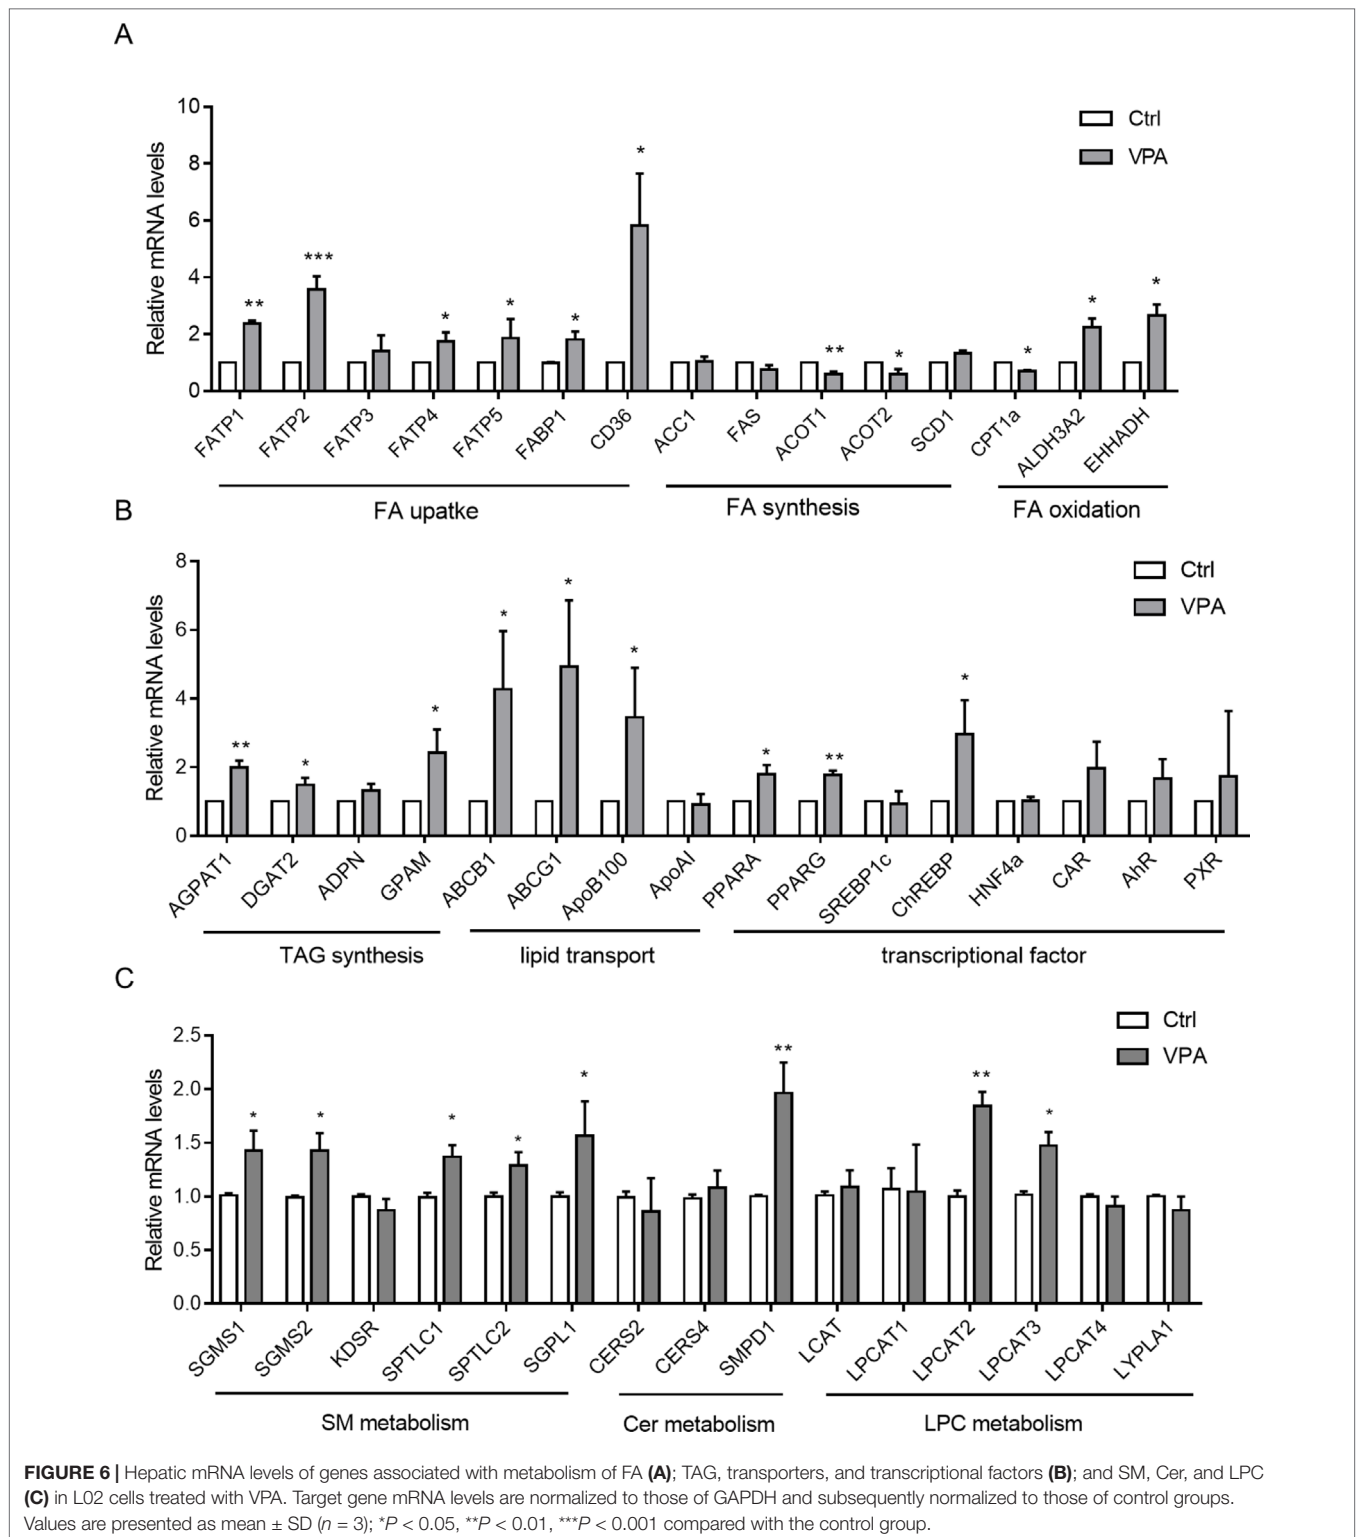 A
10
8
6
4
2
0
Relative mRNA levels
Ctrl
VPA
**
***
*
*
*
*
**
*
*
*
*
FATP1 FATP2 FATP3 FATP4 FATP5 FABP1 CD36 ACC1 FAS ACOT1 ACOT2 SCD1 CPT1a ALDH3A2 EHHADH
FA upatke FA synthesis FA oxidation
B
8
6
4
2
0
Relative mRNA levels
Ctrl
VPA
**
*
*
*
*
*
*
**
*
AGPAT1 DGAT2 ADPN GPAM ABCB1 ABCG1 ApoB100 ApoAI PPARA PPARG SREBP1c ChREBP HNF4a CAR AhR PXR
TAG synthesis lipid transport transcriptional factor
C
2.5
2.0
1.5
1.0
0.5
0.0
Relative mRNA levels
Ctrl
VPA
*
*
*
*
*
**
**
*
SGMS1 SGMS2 KDSR SPTLC1 SPTLC2 SGPL1 CERS2 CERS4 SMPD1 LCAT LPCAT1 LPCAT2 LPCAT3 LPCAT4 LYPLA1
SM metabolism Cer metabolism LPC metabolism
FIGURE 6 | Hepatic mRNA levels of genes associated with metabolism of FA (A); TAG, transporters, and transcriptional factors (B); and SM, Cer, and LPC
(C) in L02 cells treated with VPA. Target gene mRNA levels are normalized to those of GAPDH and subsequently normalized to those of control groups.
Values are presented as mean ± SD (n = 3); *P < 0.05, **P < 0.01, ***P < 0.001 compared with the control group.